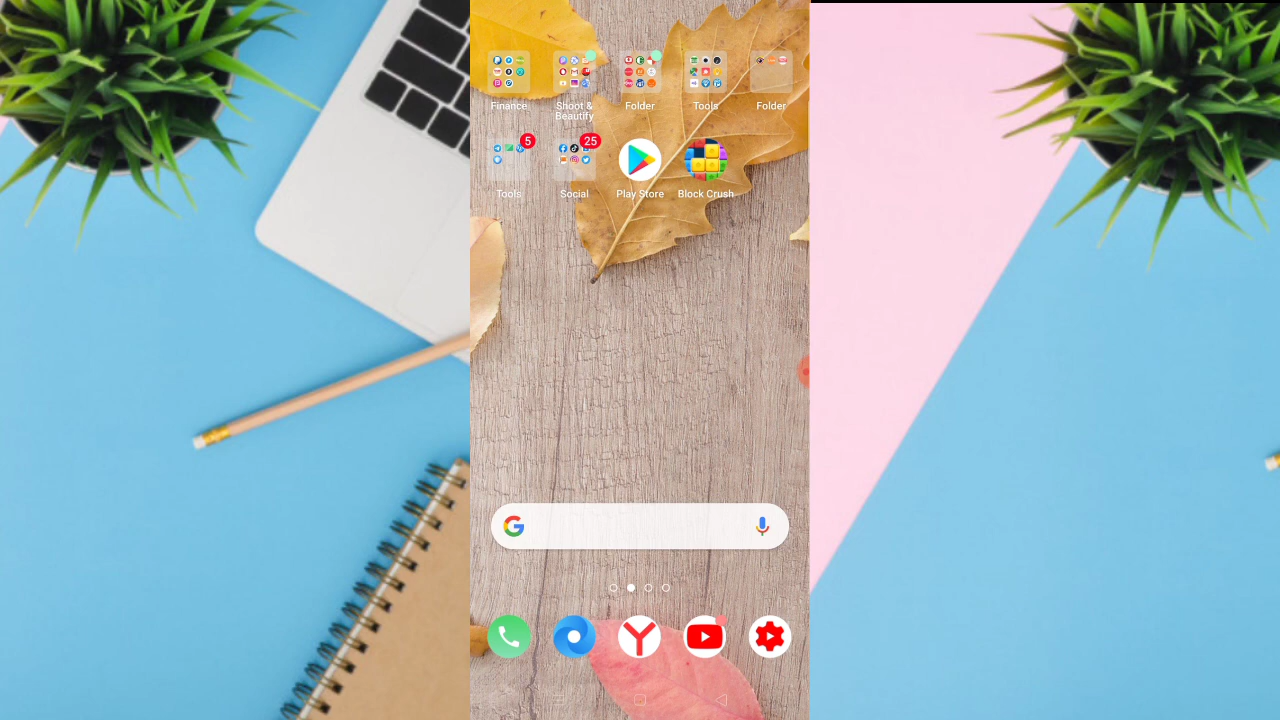 Finance
Shoot &
Beautify
Folder
Tools
Folder
5
25
Tools
Social
Play Store
Block Crush